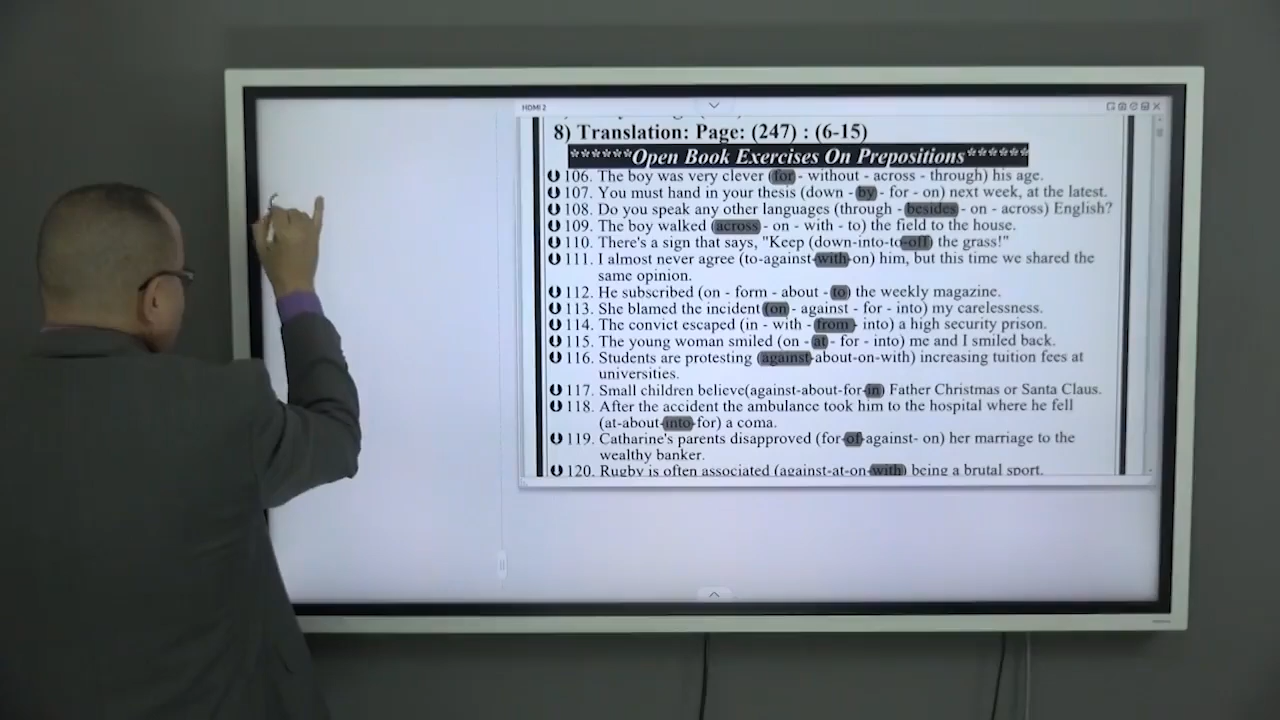 HDMI 2
8) Translation: Page: (247) : (6-15)
******Open Book Exercises On Prepositions******
106. The boy was very clever (for - without - across - through) his age.
107. You must hand in your thesis (down - by - for - on) next week, at the latest.
108. Do you speak any other languages (through - besides - on - across) English?
109. The boy walked (across - on - with - to) the field to the house.
110. There's a sign that says, "Keep (down-into-to-off) the grass!"
111. I almost never agree (to-against-with-on) him, but this time we shared the
same opinion.
112. He subscribed (on - form - about - to) the weekly magazine.
113. She blamed the incident (on - against - for - into) my carelessness.
114. The convict escaped (in - with - from - into) a high security prison.
115. The young woman smiled (on - at - for - into) me and I smiled back.
116. Students are protesting (against-about-on-with) increasing tuition fees at
universities.
117. Small children believe(against-about-for-in) Father Christmas or Santa Claus.
118. After the accident the ambulance took him to the hospital where he fell
(at-about-into-for) a coma.
119. Catharine's parents disapproved (for-of-against- on) her marriage to the
wealthy banker.
120. Rugby is often associated (against-at-on-with) being a brutal sport.